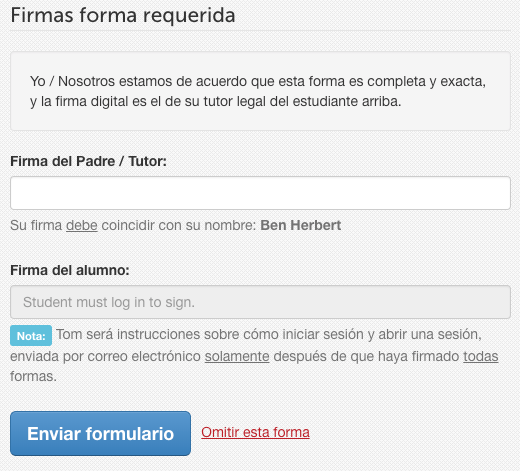 Firmas forma requerida
Yo / Nosotros estamos de acuerdo que esta forma es completa y exacta,
y la firma digital es el de su tutor legal del estudiante arriba.
Firma del Padre / Tutor:
Su firma debe coincidir con su nombre: Ben Herbert
Firma del alumno:
Student must log in to sign.
Nota: Tom será instrucciones sobre cómo iniciar sesión y abrir una sesión,
enviada por correo electrónico solamente después de que haya firmado todas
formas.
Enviar formulario Omitir esta forma